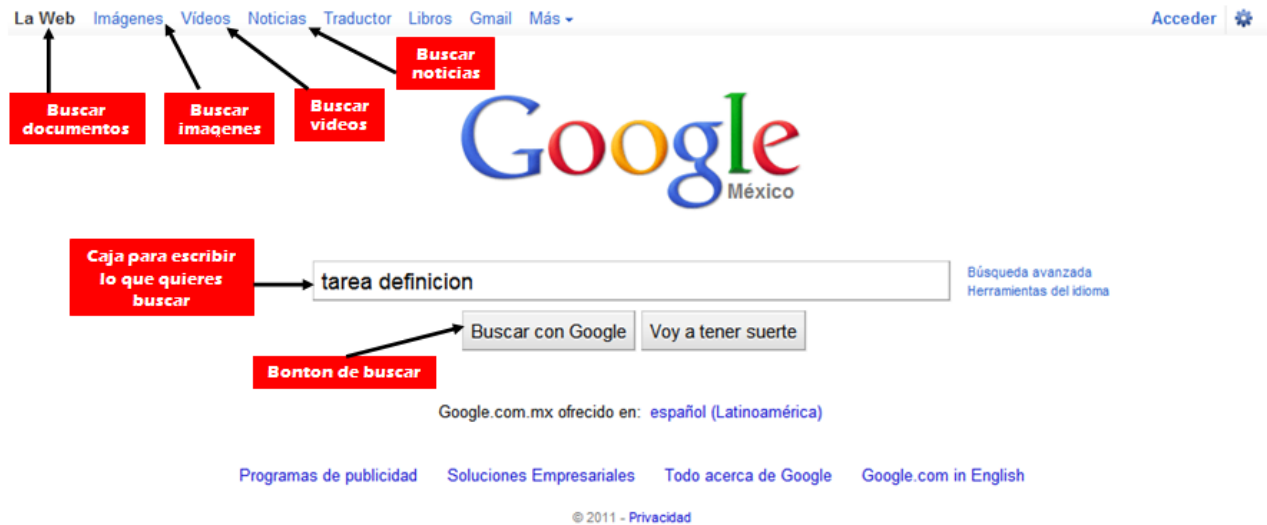 La Web Imágenes Vídeos Noticias Traductor Libros Gmail Más Acceder
Buscar
noticias
Buscar
documentos
Buscar
imagenes
Buscar
videos
Google
México
Caja para escribir
lo que quieres
buscar
tarea definicion
Búsqueda avanzada
Herramientas del idioma
Buscar con Google Voy a tener suerte
Bonton de buscar
Google.com.mx ofrecido en: español (Latinoamérica)
Programas de publicidad Soluciones Empresariales Todo acerca de Google Google.com in English
© 2011 - Privacidad